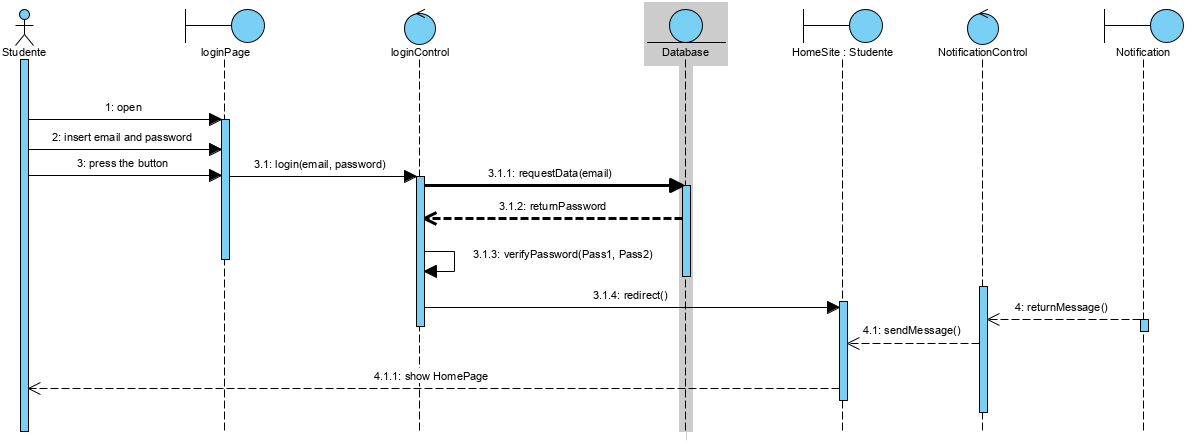 Studente
loginPage
loginControl
Database
HomeSite : Studente
NotificationControl
Notification
1: open
2: insert email and password
3: press the button
3.1: login(email, password)
3.1.1: requestData(email)
3.1.2: returnPassword
3.1.3: verifyPassword(Pass1, Pass2)
3.1.4: redirect()
4: returnMessage()
4.1: sendMessage()
4.1.1: show HomePage